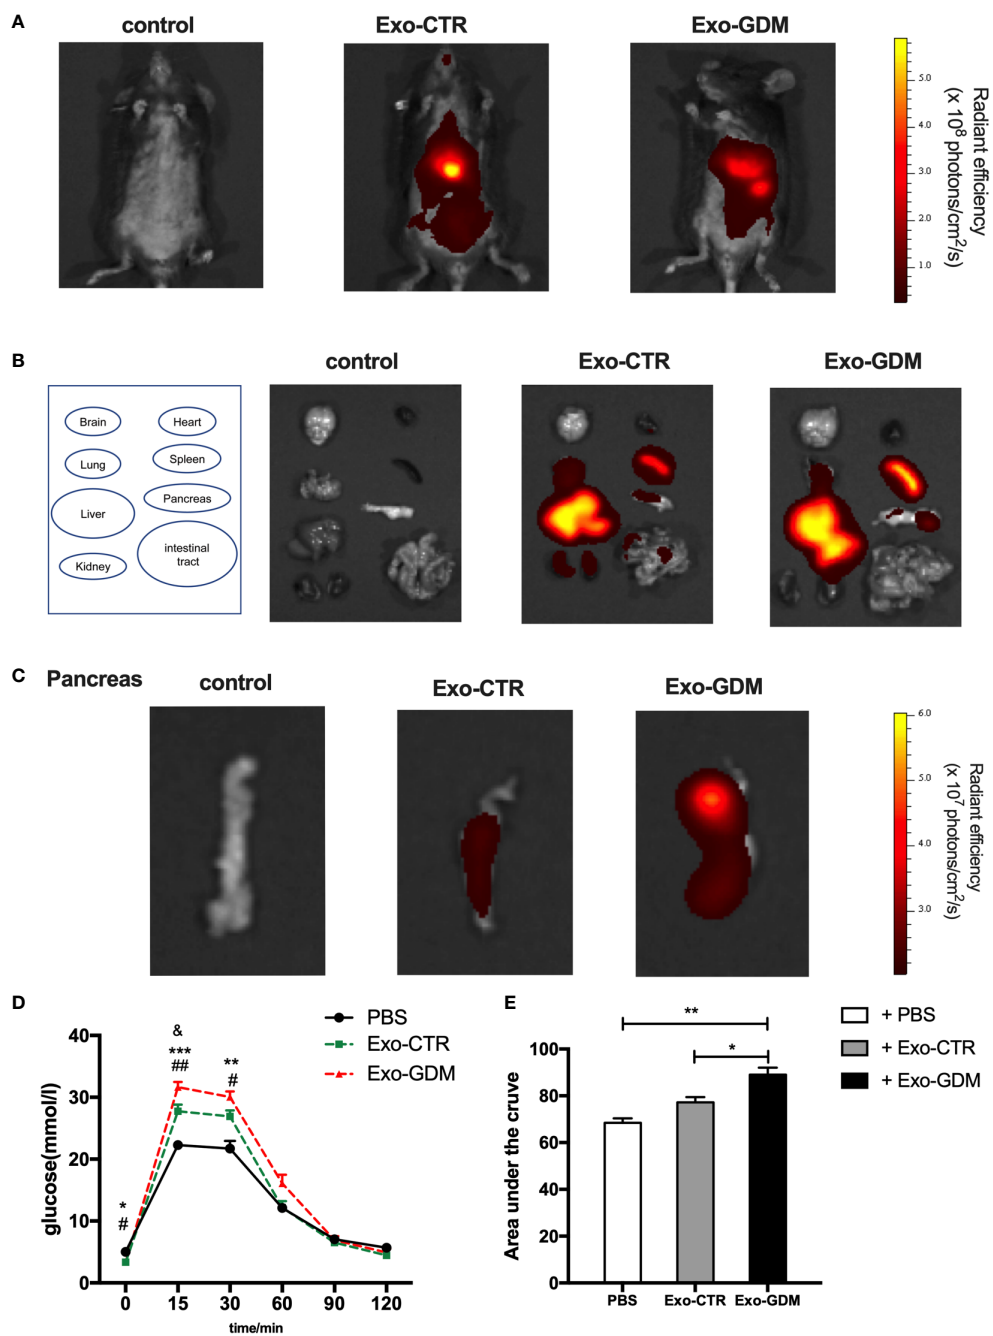 A
control
Exo-CTR
Exo-GDM
5.0
4.0
3.0
2.0
1.0
Radiant efficiency
(x 10⁸ photons/cm²/s)
B
control
Exo-CTR
Exo-GDM
Brain
Heart
Lung
Spleen
Liver
Pancreas
Kidney
intestinal
tract
C
Pancreas
control
Exo-CTR
Exo-GDM
6.0
5.0
4.0
3.0
Radiant efficiency
(x 10⁷ photons/cm²/s)
D
PBS
Exo-CTR
Exo-GDM
40
30
20
10
0
glucose(mmol/l)
&
***
##
**
#
*
#
0 15 30 60 90 120
time/min
E
+ PBS
+ Exo-CTR
+ Exo-GDM
**
*
100
80
60
40
20
0
Area under the cruve
PBS Exo-CTR Exo-GDM